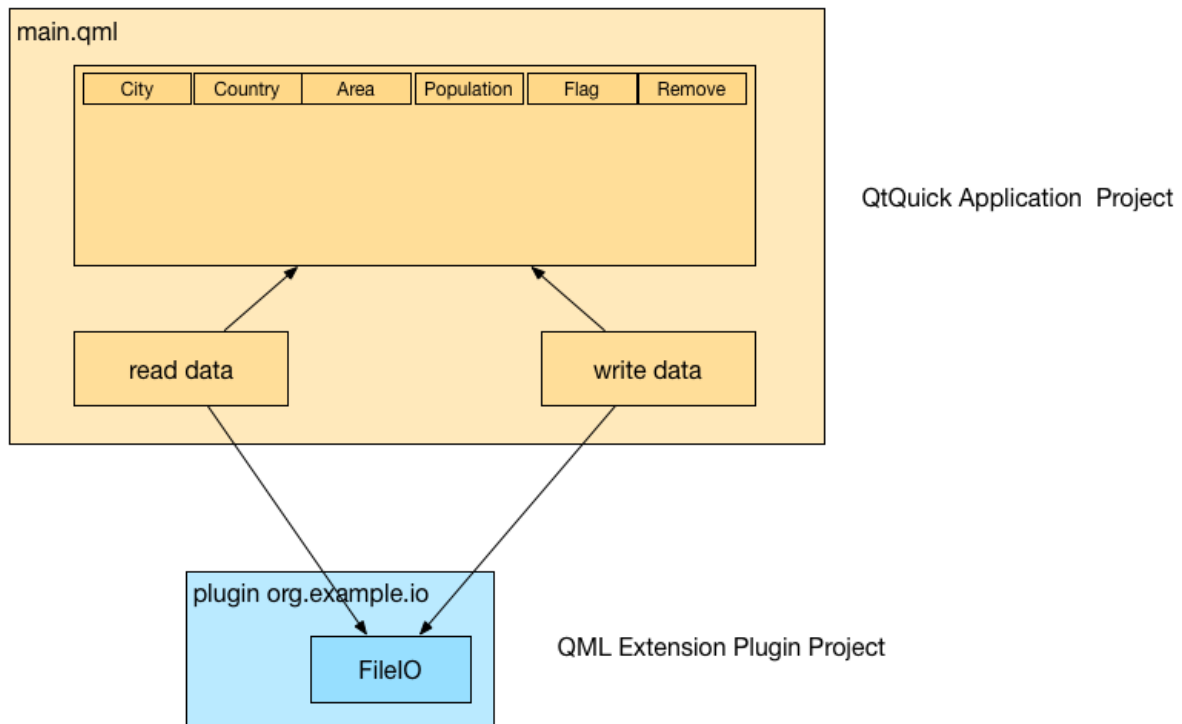 main.qml
City Country Area Population Flag Remove
QtQuick Application Project
read data write data
plugin org.example.io
QML Extension Plugin Project
FileIO